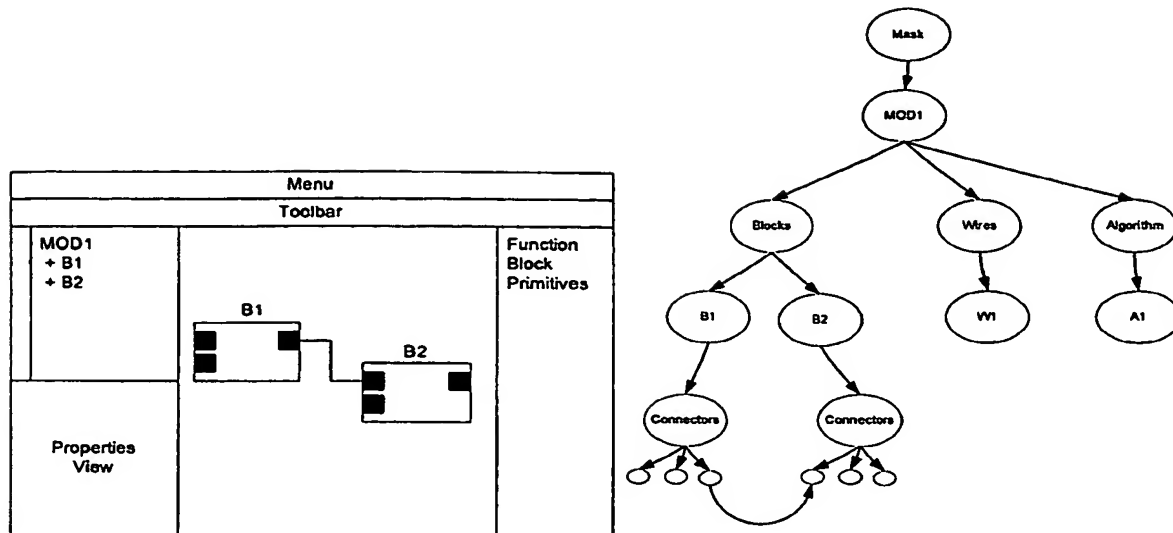 Menu
Toolbar
MOD1
+ B1
+ B2
Properties
View
B1
B2
Function
Block
Primitives
Mask
MOD1
Blocks
Wires
Algorithm
B1
B2
W1
A1
Connectors
Connectors